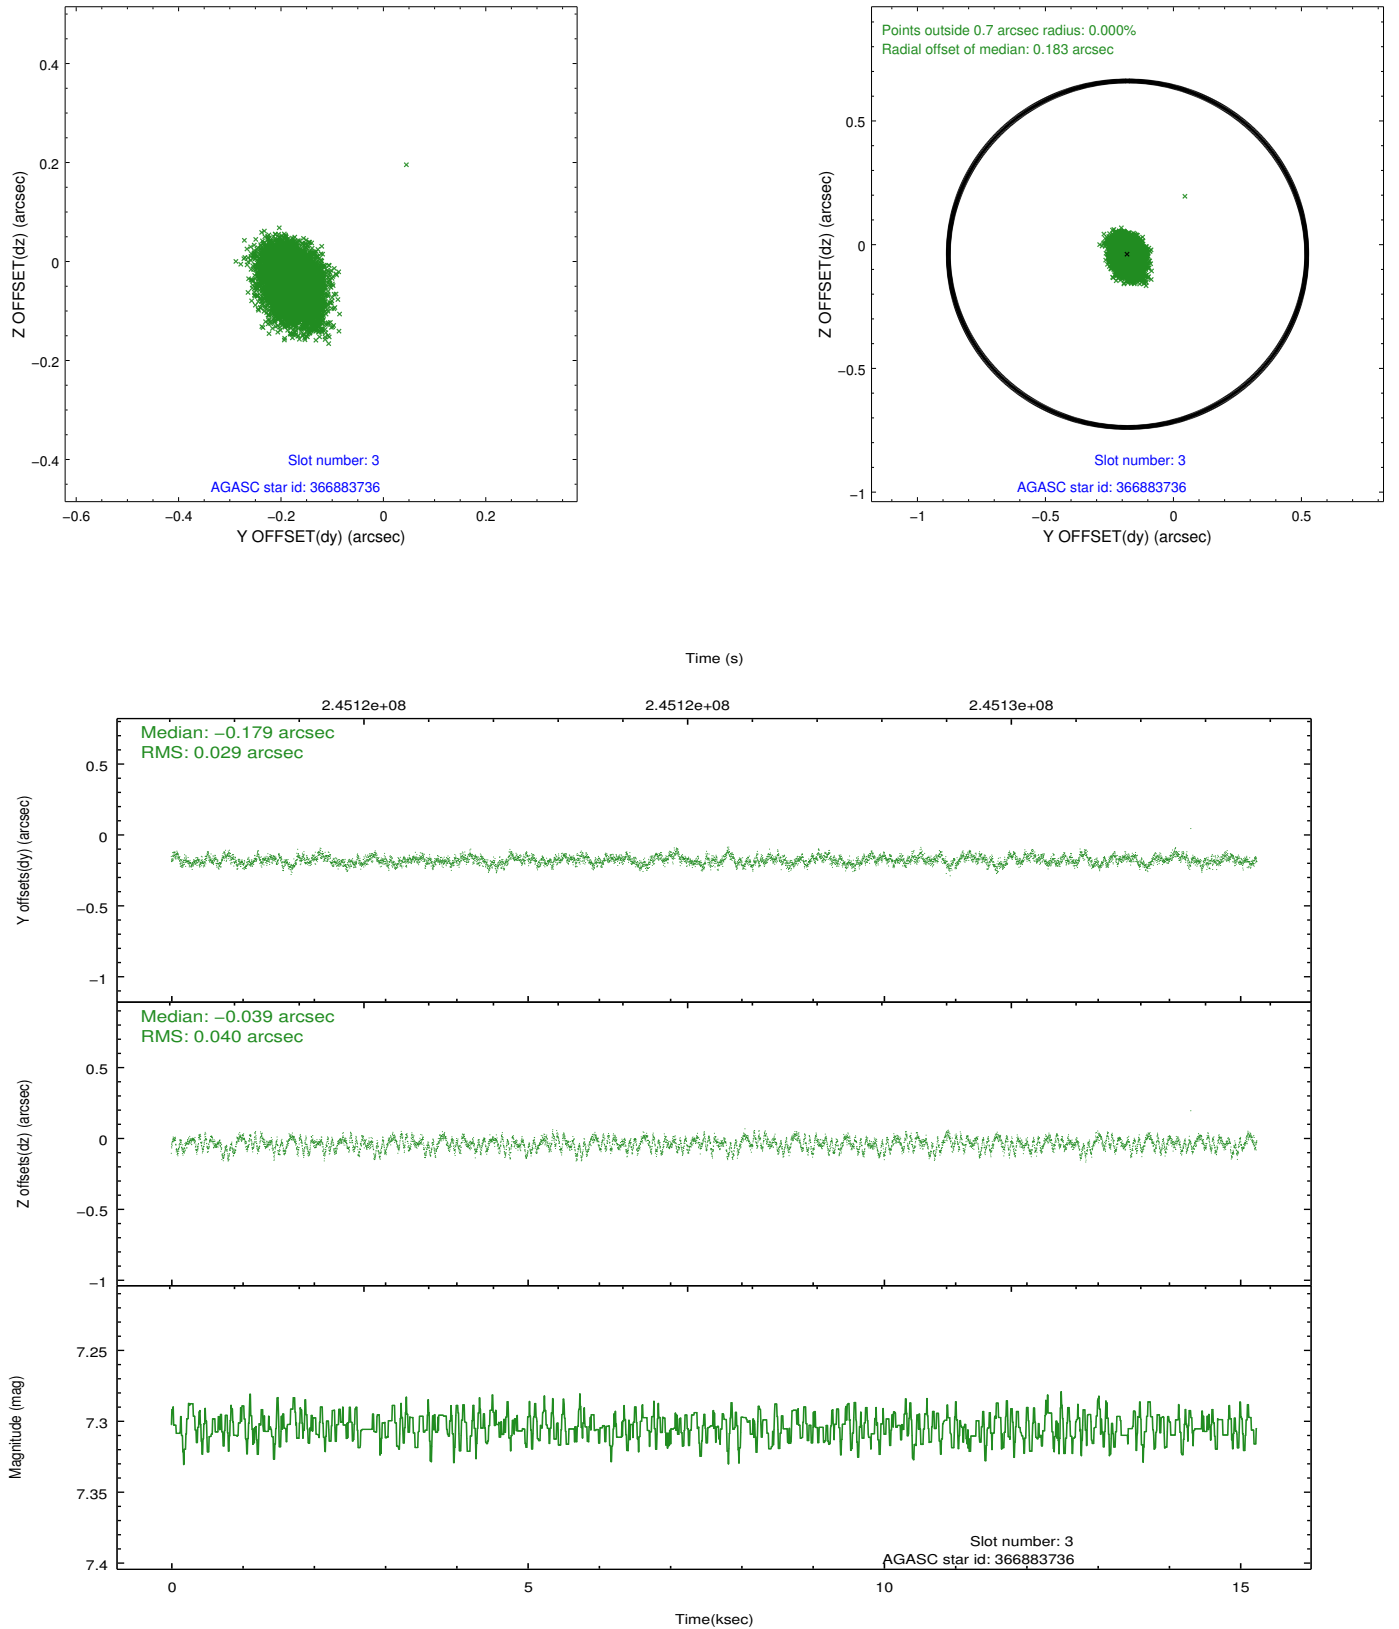 0.4
0.2
0
−0.2
−0.4
Z OFFSET(dz) (arcsec)
Slot number: 3
AGASC star id: 366883736
−0.6
−0.4
−0.2
0
0.2
Y OFFSET(dy) (arcsec)
Points outside 0.7 arcsec radius: 0.000%
Radial offset of median: 0.183 arcsec
0.5
0
−0.5
−1
Z OFFSET(dz) (arcsec)
Slot number: 3
AGASC star id: 366883736
−1
−0.5
0
0.5
Y OFFSET(dy) (arcsec)
Time (s)
2.4512e+08
2.4512e+08
2.4513e+08
Median: −0.179 arcsec
RMS: 0.029 arcsec
0.5
0
−0.5
−1
Y offsets(dy) (arcsec)
Median: −0.039 arcsec
RMS: 0.040 arcsec
0.5
0
−0.5
−1
Z offsets(dz) (arcsec)
7.25
7.3
7.35
7.4
Magnitude (mag)
Slot number: 3
AGASC star id: 366883736
0
5
10
15
Time(ksec)